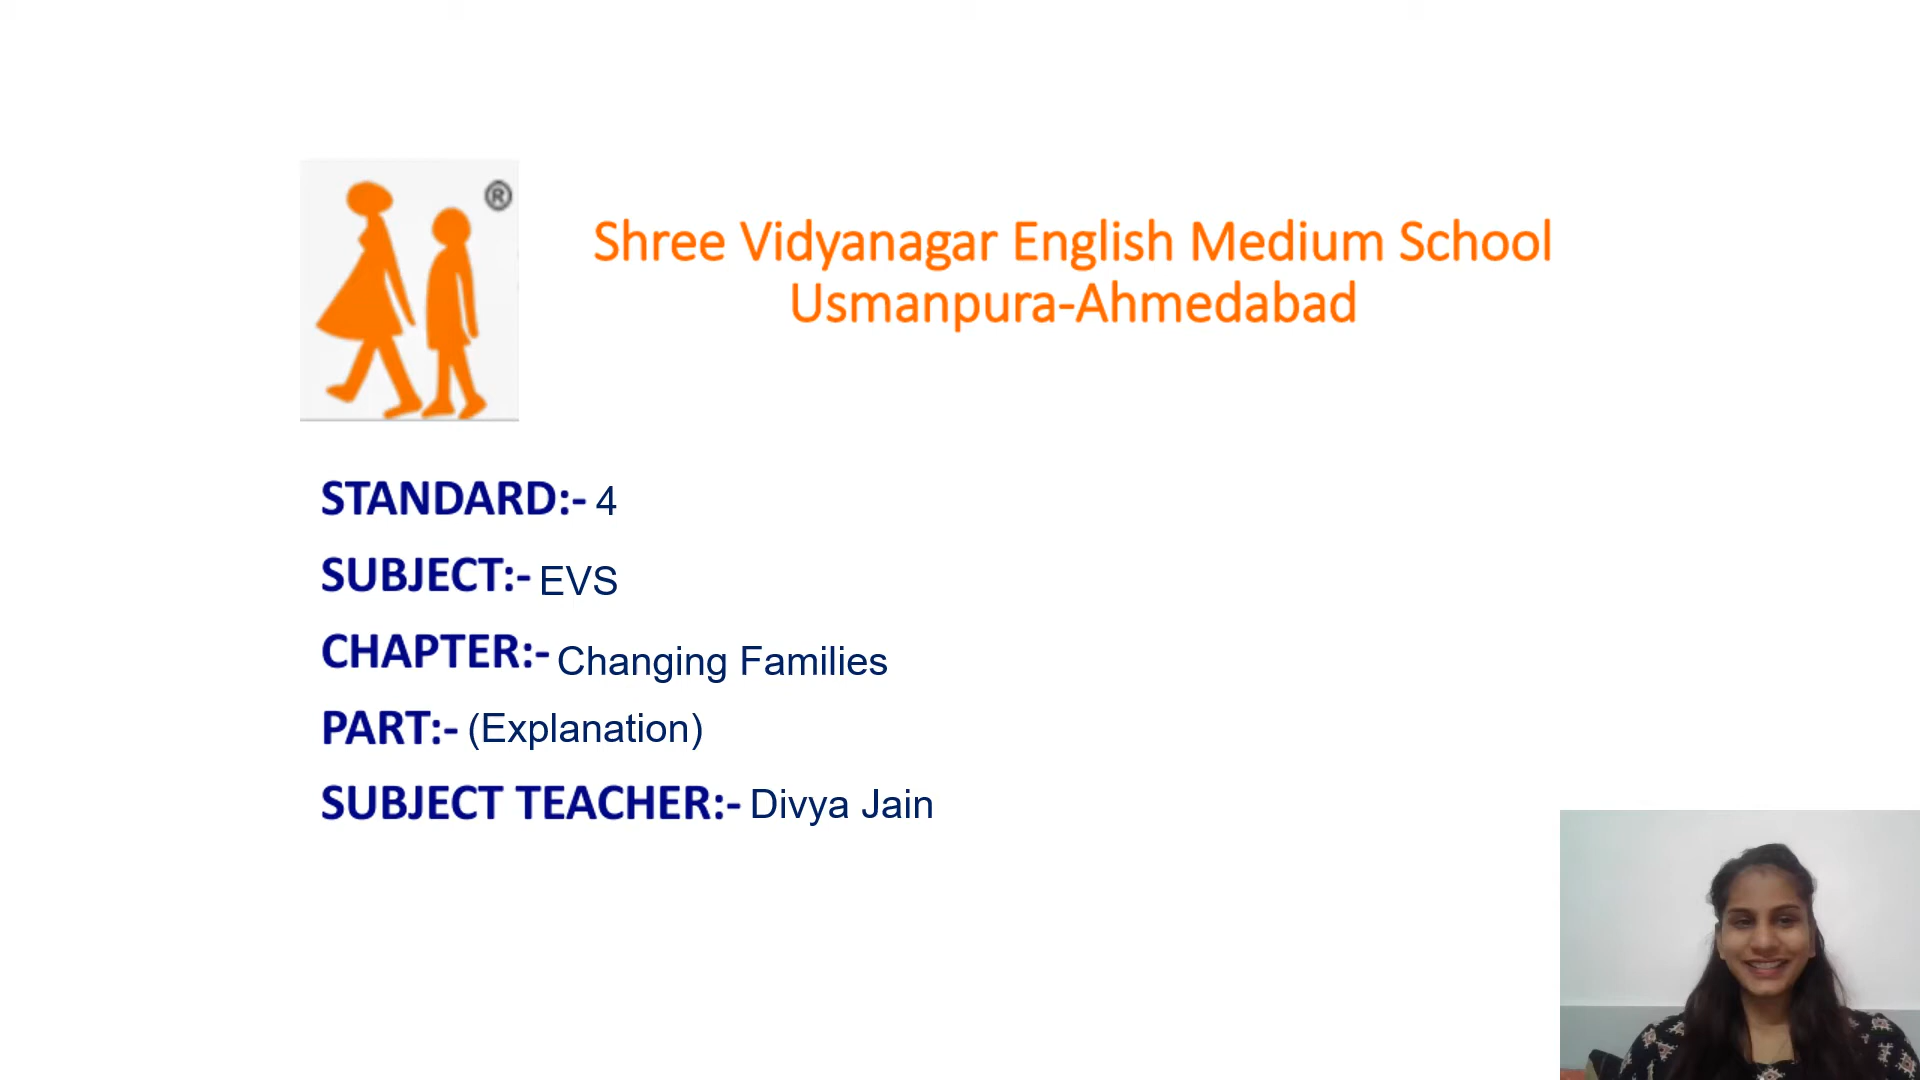 ®
Shree Vidyanagar English Medium School
Usmanpura-Ahmedabad
STANDARD:- 4
SUBJECT:- EVS
CHAPTER:- Changing Families
PART:- (Explanation)
SUBJECT TEACHER:- Divya Jain